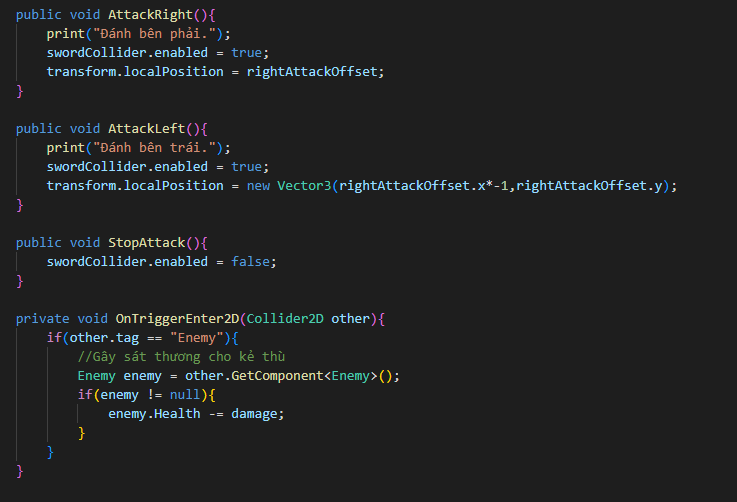 public void AttackRight(){
    print("Đánh bên phải.");
    swordCollider.enabled = true;
    transform.localPosition = rightAttackOffset;
}
public void AttackLeft(){
    print("Đánh bên trái.");
    swordCollider.enabled = true;
    transform.localPosition = new Vector3(rightAttackOffset.x*-1,rightAttackOffset.y);
}
public void StopAttack(){
    swordCollider.enabled = false;
}
private void OnTriggerEnter2D(Collider2D other){
    if(other.tag == "Enemy"){
        //Gây sát thương cho kẻ thù
        Enemy enemy = other.GetComponent<Enemy>();
        if(enemy != null){
            enemy.Health -= damage;
        }
    }
}